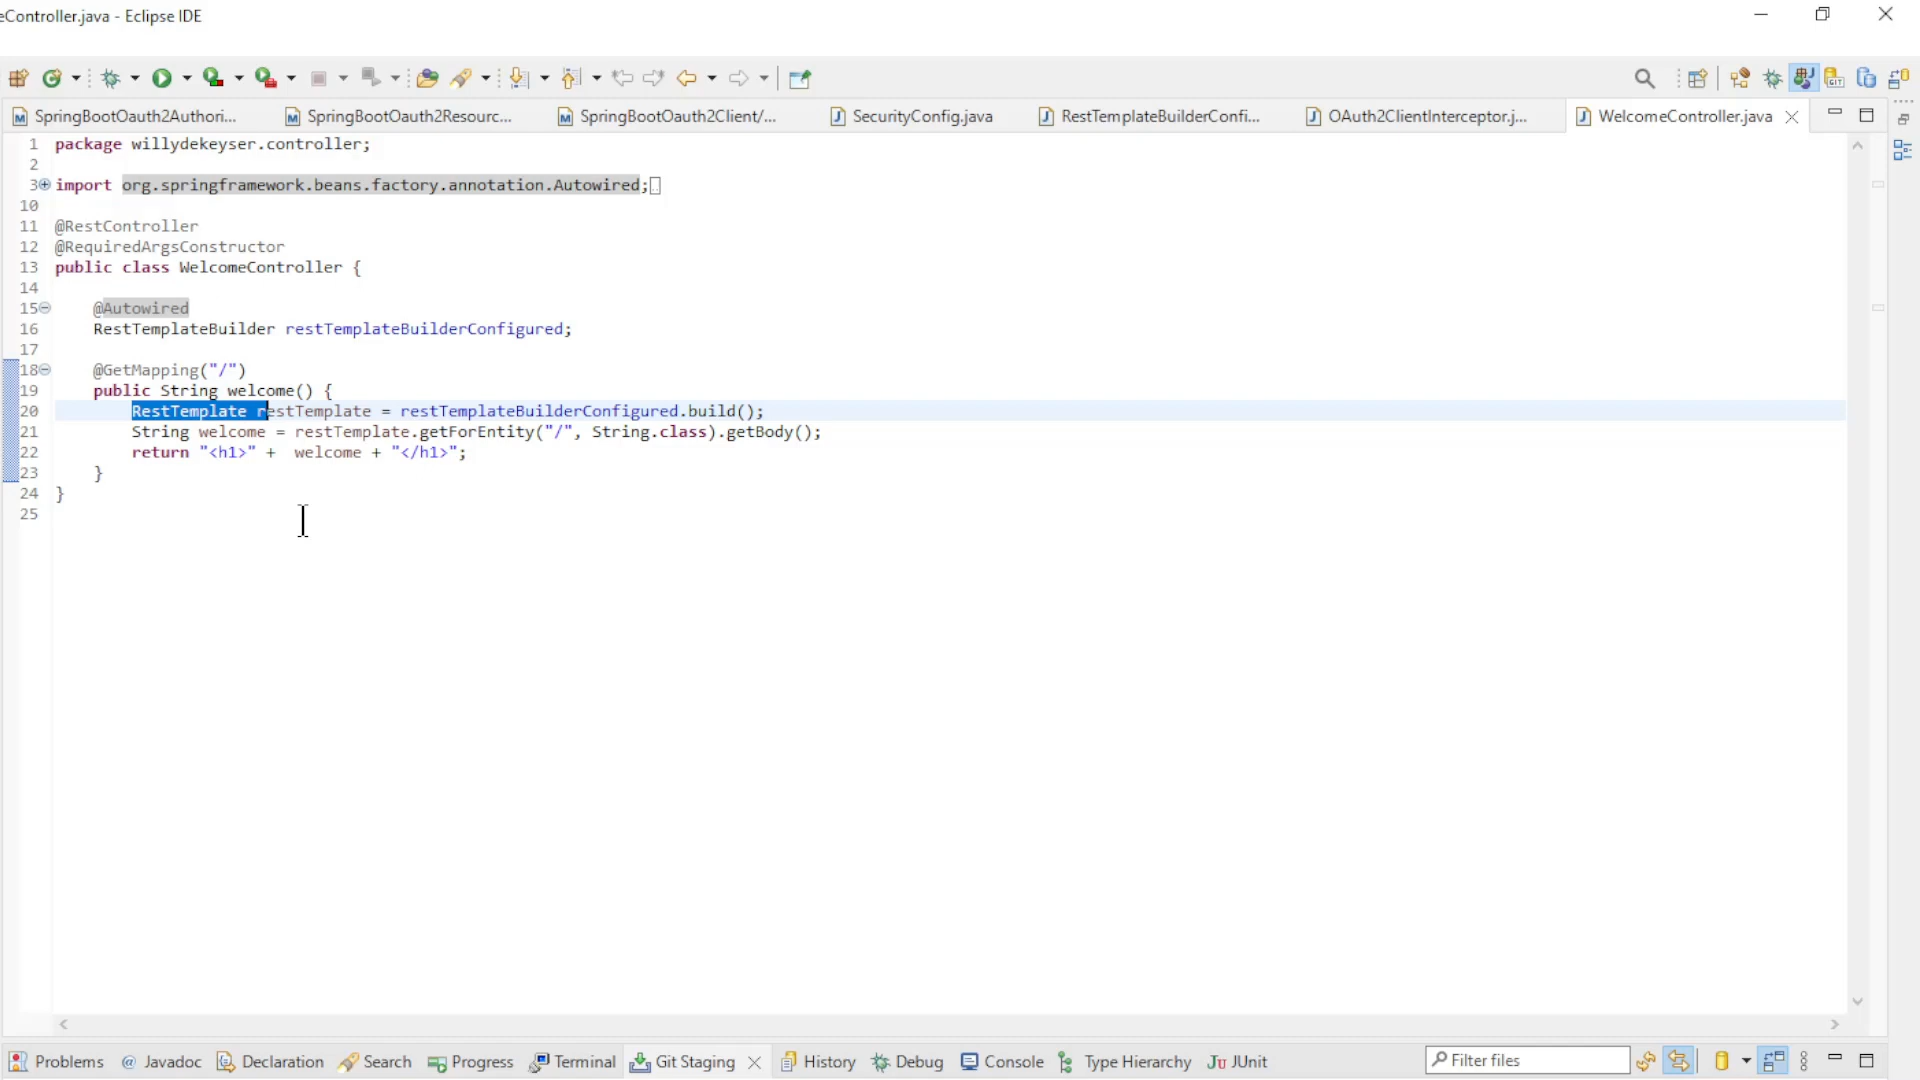 eController.java - Eclipse IDE
SpringBootOauth2Authori...
SpringBootOauth2Resourc...
SpringBootOauth2Client/...
SecurityConfig.java
RestTemplateBuilderConfi...
OAuth2ClientInterceptor.j...
WelcomeController.java
1 package willydekeyser.controller;
2
3 import org.springframework.beans.factory.annotation.Autowired;
10
11 @RestController
12 @RequiredArgsConstructor
13 public class WelcomeController {
14
15 @Autowired
16 RestTemplateBuilder restTemplateBuilderConfigured;
17
18 @GetMapping("/")
19 public String welcome() {
20 RestTemplate restTemplate = restTemplateBuilderConfigured.build();
21 String welcome = restTemplate.getForEntity("/", String.class).getBody();
22 return "<h1>" +  welcome + "</h1>";
23 }
24 }
25
Problems @ Javadoc Declaration Search Progress Terminal Git Staging History Debug Console Type Hierarchy Ju JUnit Filter files